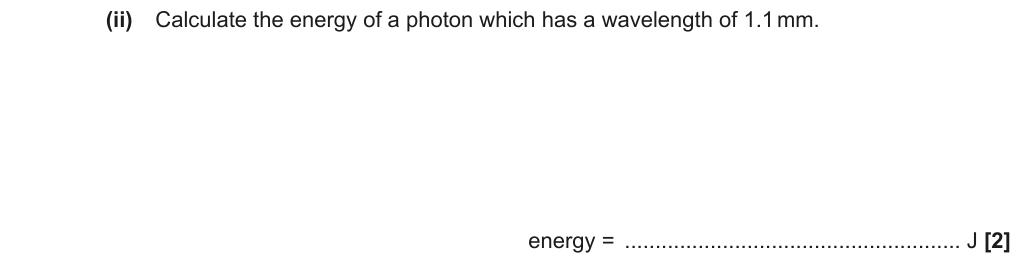 (ii) Calculate the energy of a photon which has a wavelength of 1.1 mm.
energy = ....................................................... J [2]